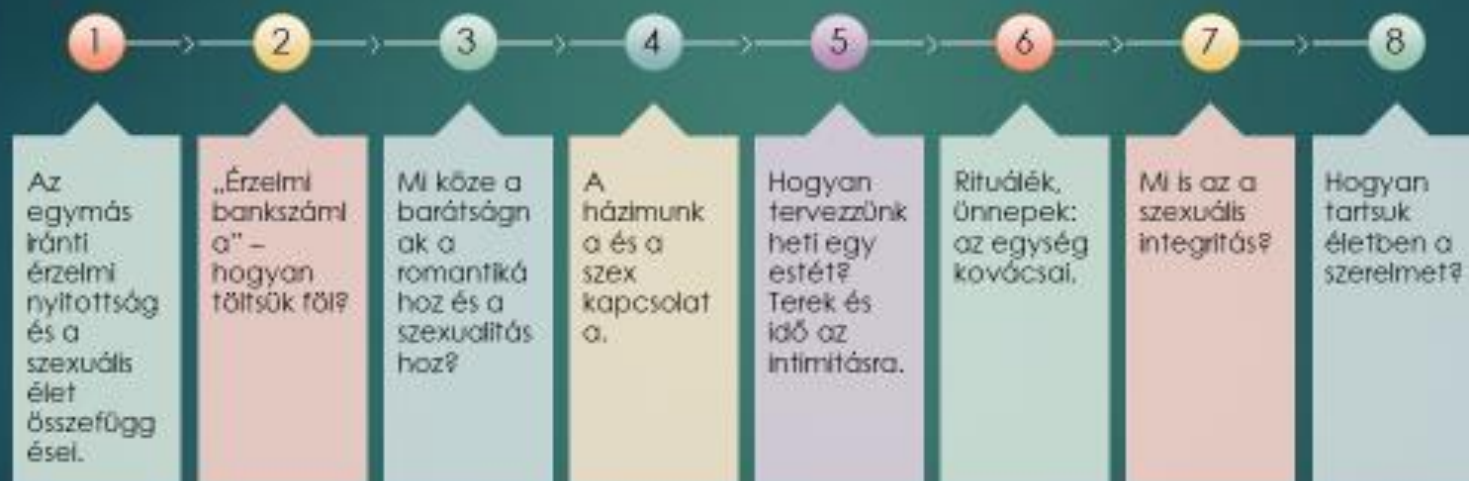 1
2
3
4
5
6
7
8
Az
egymás
iránti
érzelmi
nyitottság
és a
szexuális
élet
összefügg
ései.
„Érzelmi
bankszáml
a” –
hogyan
töltsük föl?
Mi köze a
barátságn
ak a
romantiká
hoz és a
szexualitás
hoz?
A
házimunk
a és a
szex
kapcsolat
a.
Hogyan
tervezzünk
heti egy
estét?
Terek és
idő az
intimitásra.
Rituálék,
ünnepek:
az egység
kovácsai.
Mi is az a
szexuális
integritás?
Hogyan
tartsuk
életben a
szerelmet?